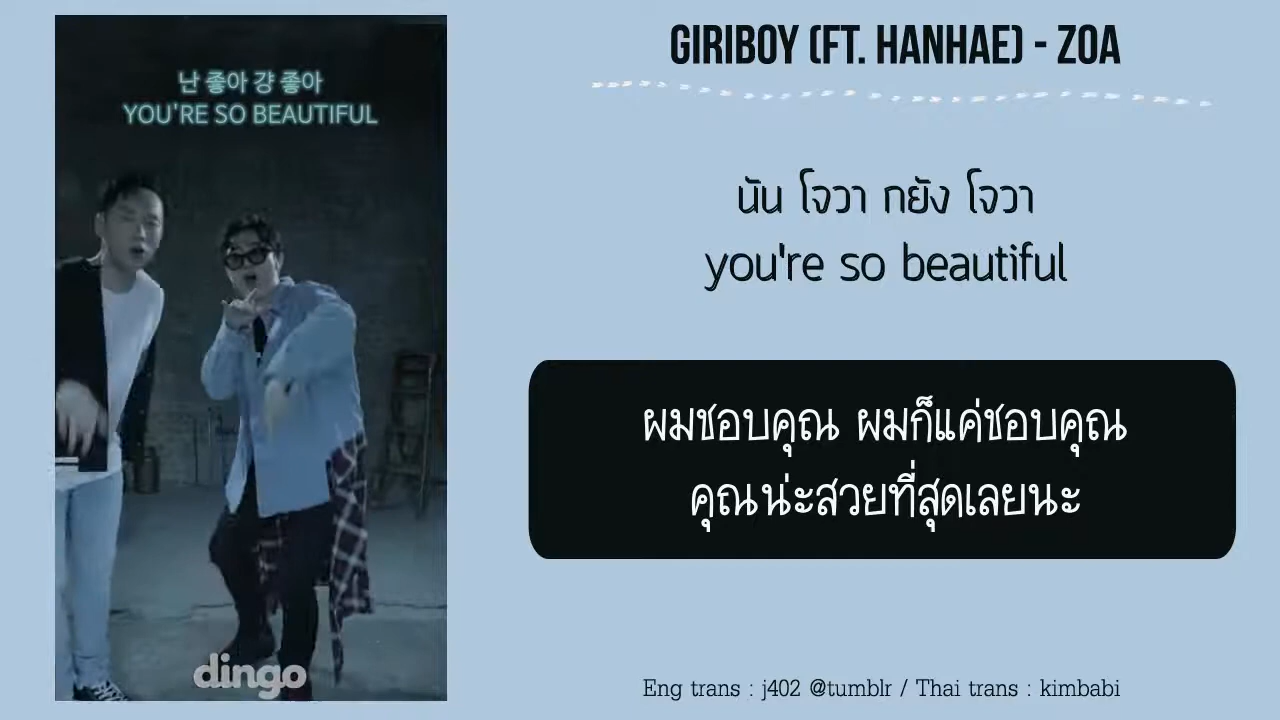 난 좋아 걍 좋아
YOU'RE SO BEAUTIFUL
dingo
GIRIBOY (FT. HANHAE) - ZOA
นัน โจวา กยัง โจวา
you're so beautiful
ผมชอบคุณ ผมก็แค่ชอบคุณ
คุณน่ะสวยที่สุดเลยนะ
Eng trans : j402 @tumblr / Thai trans : kimbabi